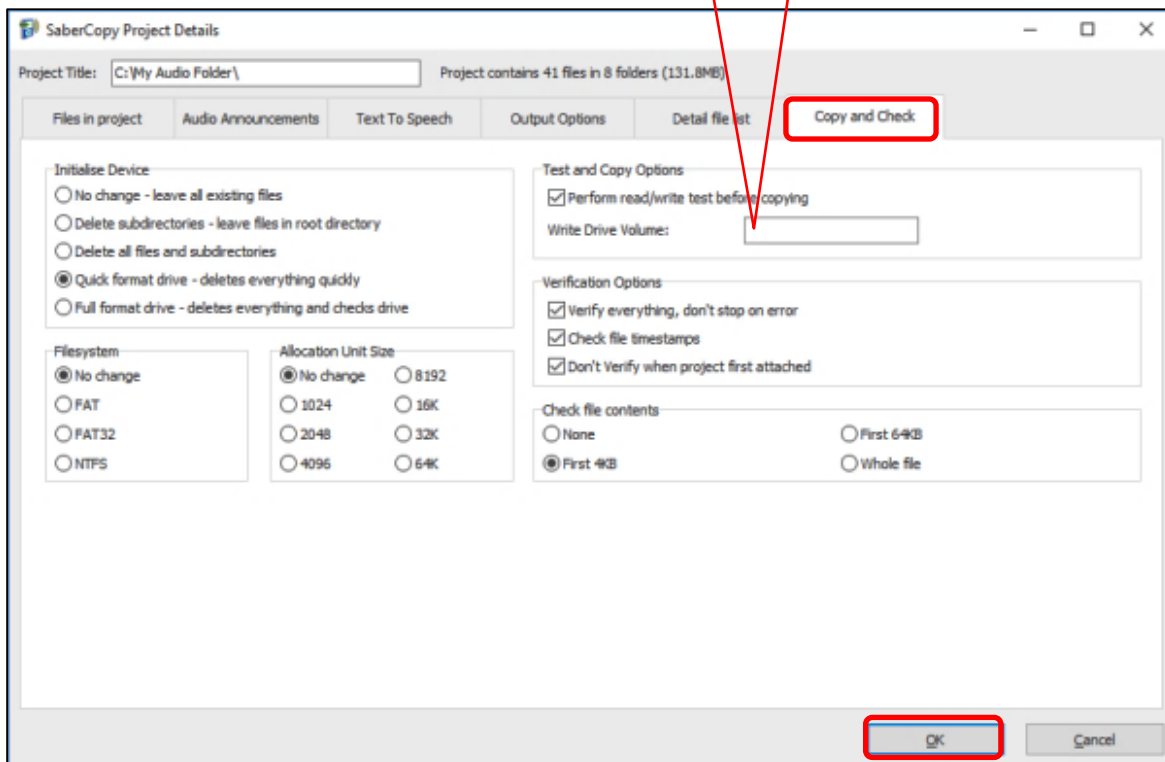 SaberCopy Project Details
Project Title: C:\My Audio Folder\ Project contains 41 files in 8 folders (131.8MB)
Files in project Audio Announcements Text To Speech Output Options Detail file list Copy and Check
Initialise Device
No change - leave all existing files
Delete subdirectories - leave files in root directory
Delete all files and subdirectories
Quick format drive - deletes everything quickly
Full format drive - deletes everything and checks drive
Test and Copy Options
Perform read/write test before copying
Write Drive Volume:
Verification Options
Verify everything, don't stop on error
Check file timestamps
Don't Verify when project first attached
Filesystem
No change
FAT
FAT32
NTFS
Allocation Unit Size
No change 8192
1024 16K
2048 32K
4096 64K
Check file contents
None First 64KB
First 4KB Whole file
OK Cancel